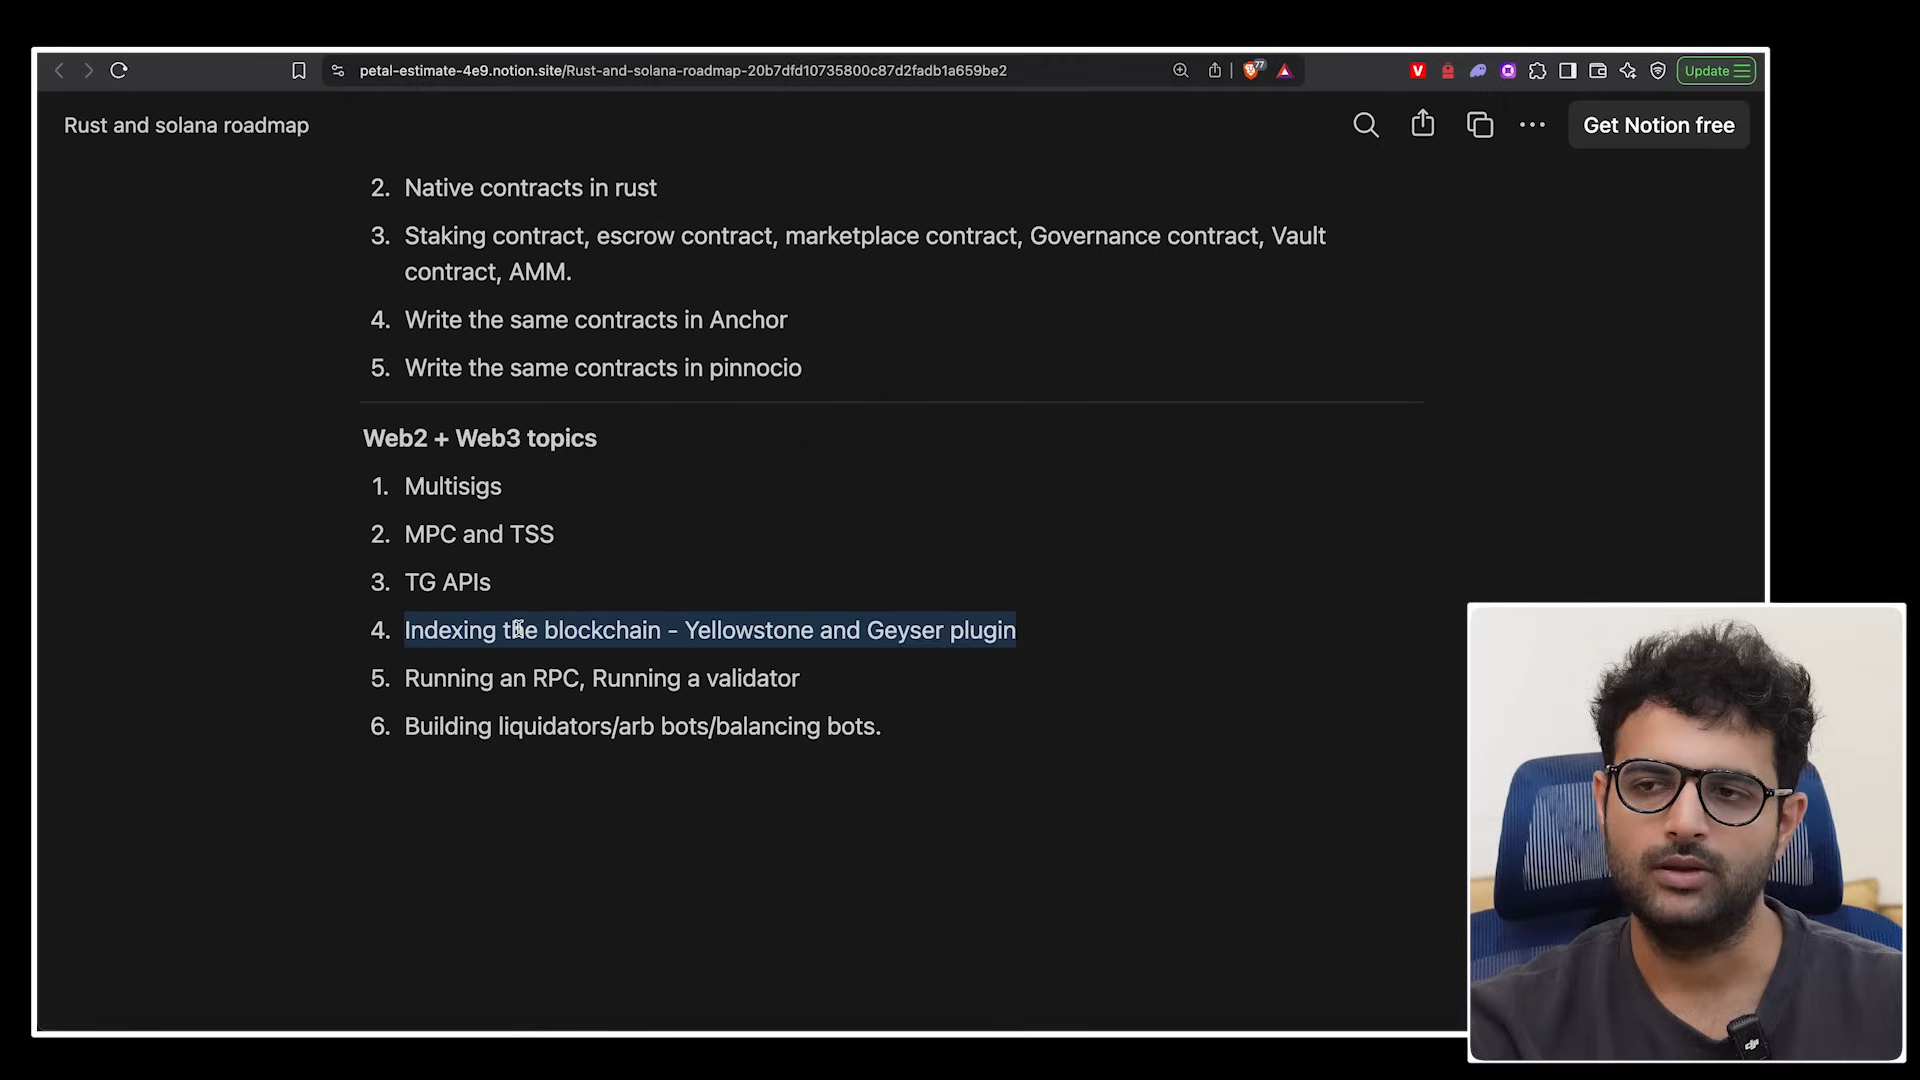 petal-estimate-4e9.notion.site/Rust-and-solana-roadmap-20b7dfd10735800c87d2fadb1a659be2
77
V
Update
Rust and solana roadmap
Get Notion free
2. Native contracts in rust
3. Staking contract, escrow contract, marketplace contract, Governance contract, Vault
contract, AMM.
4. Write the same contracts in Anchor
5. Write the same contracts in pinnocio
Web2 + Web3 topics
1. Multisigs
2. MPC and TSS
3. TG APIs
4. Indexing the blockchain - Yellowstone and Geyser plugin
5. Running an RPC, Running a validator
6. Building liquidators/arb bots/balancing bots.
dji